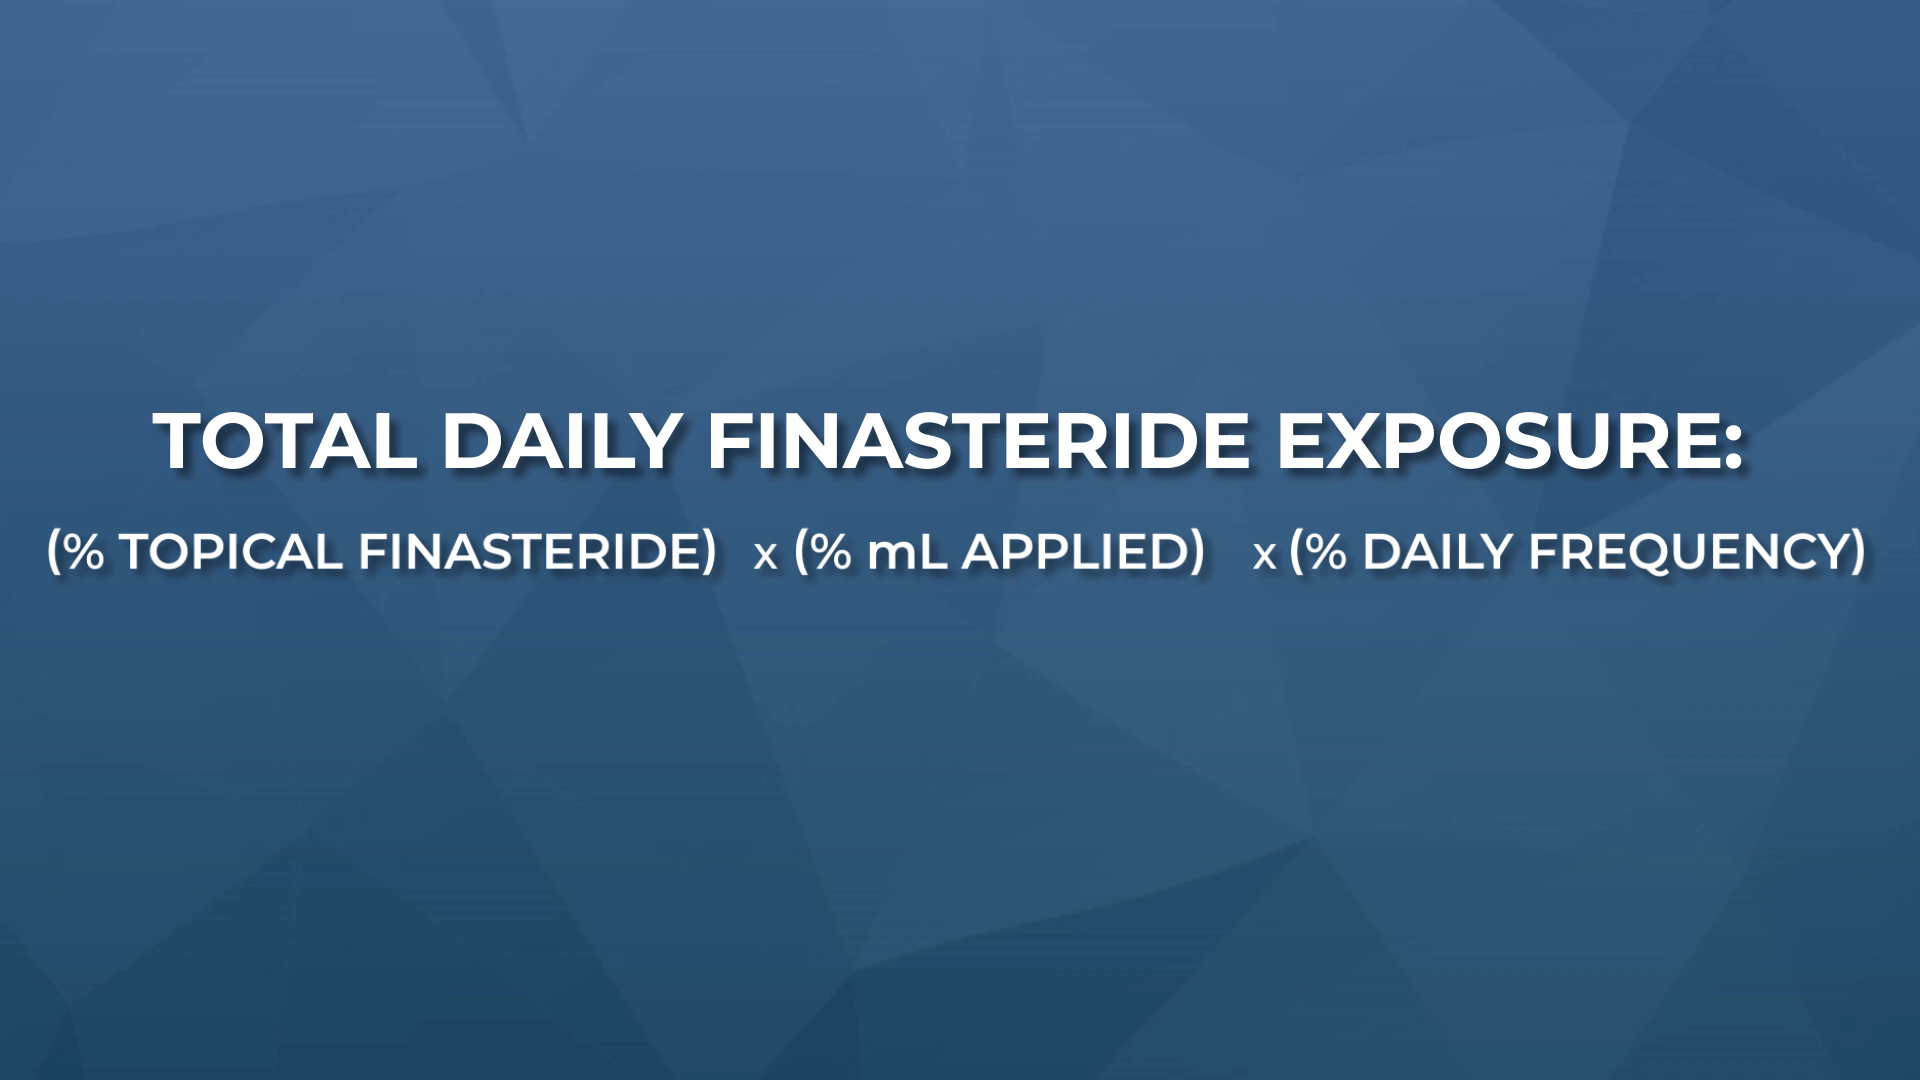 TOTAL DAILY FINASTERIDE EXPOSURE:
(% TOPICAL FINASTERIDE) x (% mL APPLIED) x (% DAILY FREQUENCY)